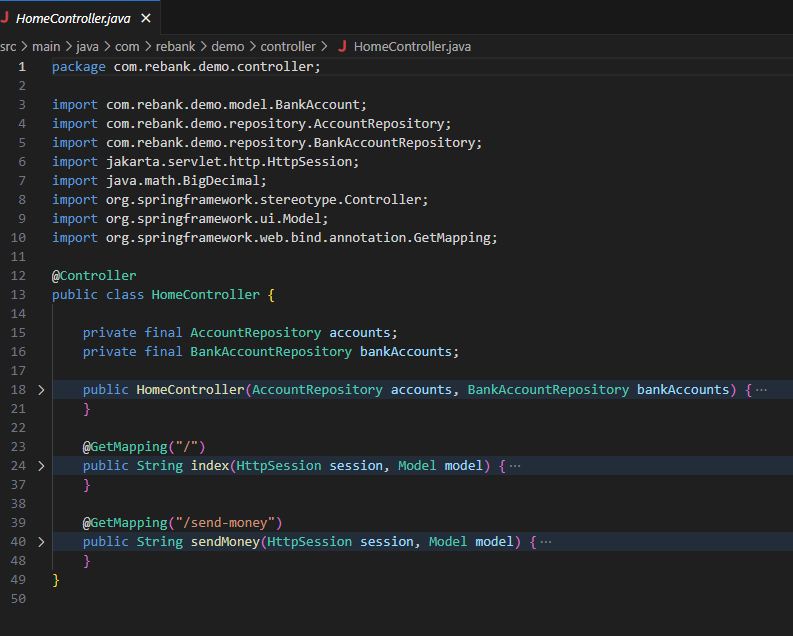 HomeController.java
src > main > java > com > rebank > demo > controller > HomeController.java
1 package com.rebank.demo.controller;
2
3 import com.rebank.demo.model.BankAccount;
4 import com.rebank.demo.repository.AccountRepository;
5 import com.rebank.demo.repository.BankAccountRepository;
6 import jakarta.servlet.http.HttpSession;
7 import java.math.BigDecimal;
8 import org.springframework.stereotype.Controller;
9 import org.springframework.ui.Model;
10 import org.springframework.web.bind.annotation.GetMapping;
11
12 @Controller
13 public class HomeController {
14
15     private final AccountRepository accounts;
16     private final BankAccountRepository bankAccounts;
17
18     public HomeController(AccountRepository accounts, BankAccountRepository bankAccounts) { ···
21     }
22
23     @GetMapping("/")
24     public String index(HttpSession session, Model model) { ···
37     }
38
39     @GetMapping("/send-money")
40     public String sendMoney(HttpSession session, Model model) { ···
48     }
49 }
50